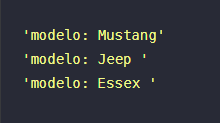 'modelo: Mustang'
'modelo: Jeep '
'modelo: Essex '